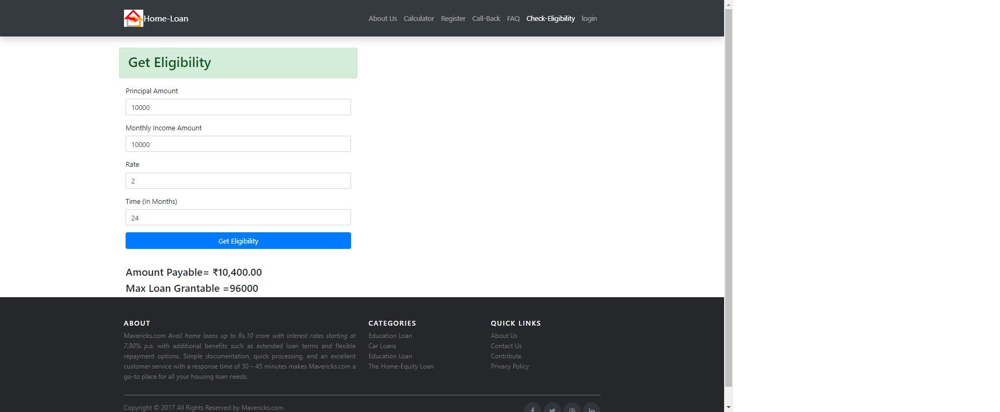 Home-Loan
About Us Calculator Register Call-Back FAQ Check-Eligibility login
Get Eligibility
Principal Amount
10000
Monthly Income Amount
10000
Rate
2
Time (In Months)
24
Get Eligibility
Amount Payable= ₹10,400.00
Max Loan Grantable =96000
ABOUT
Mavericks.com Avail home loans up to Rs.10 crore with interest rates starting at
7.90% p.a. with additional benefits such as extended loan terms and flexible
repayment options. Simple documentation, quick processing, and an excellent
customer service with a response time of 30 – 45 minutes makes Mavericks.com a
go-to place for all your housing loan needs.
CATEGORIES
Education Loan
Car Loans
Education Loan
The Home-Equity Loan
QUICK LINKS
About Us
Contact Us
Contribute
Privacy Policy
Copyright © 2017 All Rights Reserved by Mavericks.com.